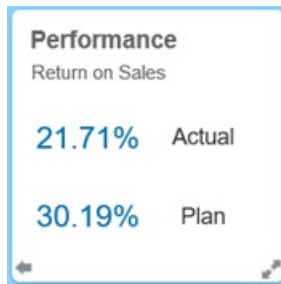 Performance
Return on Sales
21.71% Actual
30.19% Plan